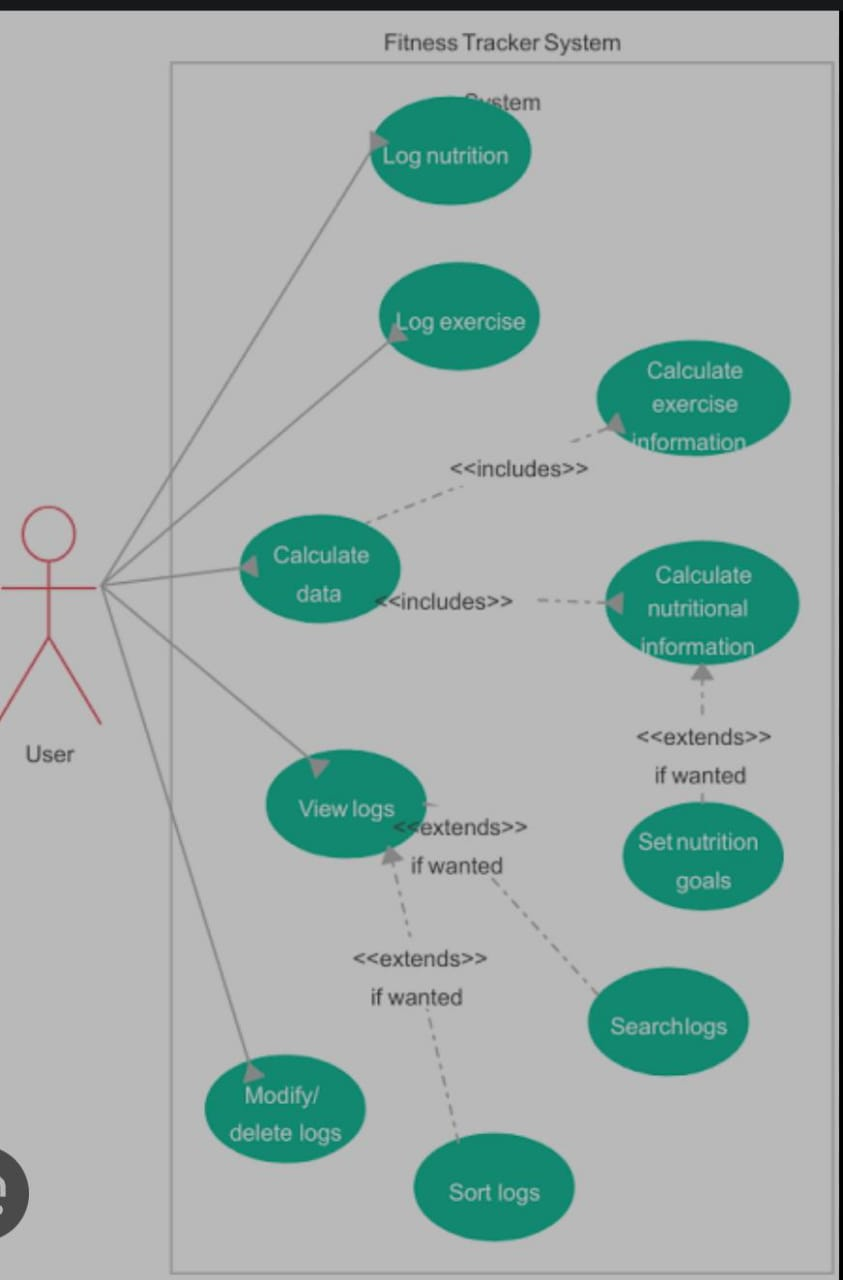 Fitness Tracker System
System
Log nutrition
Log exercise
Calculate
exercise
information
<<includes>>
Calculate
data
<<includes>>
Calculate
nutritional
information
<<extends>>
if wanted
User
View logs
<<extends>>
if wanted
Set nutrition
goals
<<extends>>
if wanted
Search logs
Modify/
delete logs
Sort logs